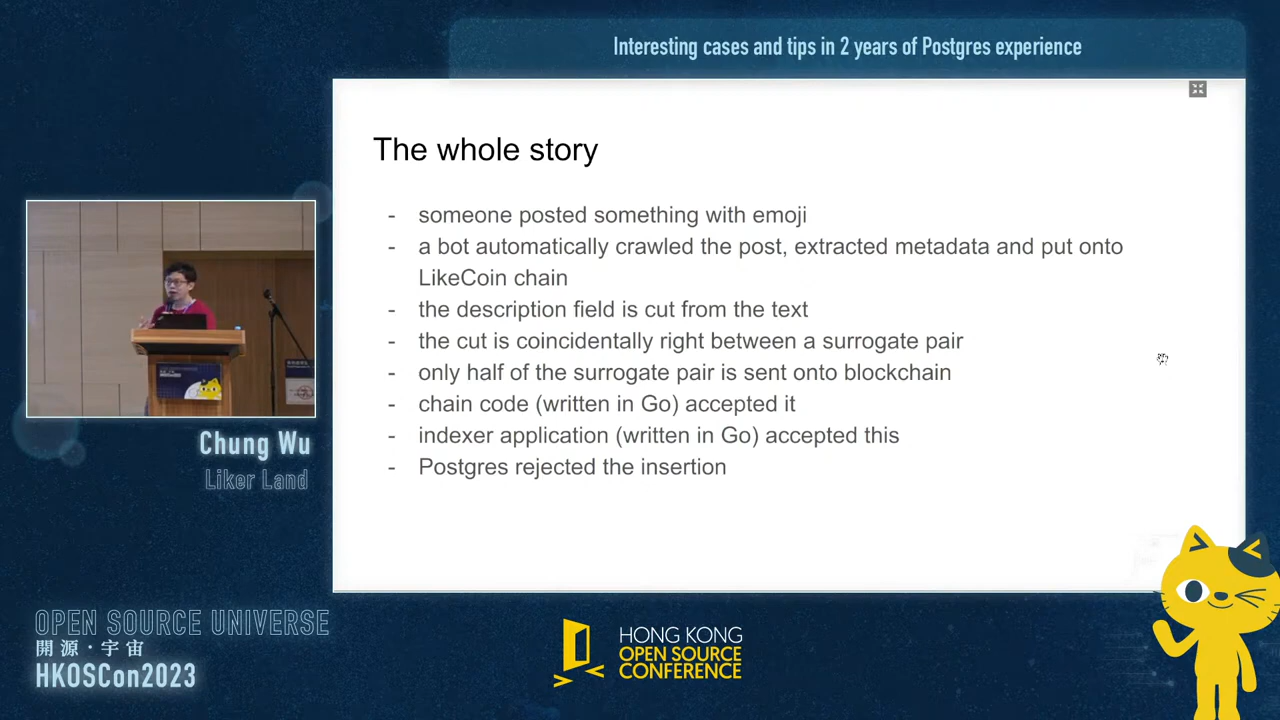 Interesting cases and tips in 2 years of Postgres experience
The whole story
- someone posted something with emoji
- a bot automatically crawled the post, extracted metadata and put onto
LikeCoin chain
- the description field is cut from the text
- the cut is coincidentally right between a surrogate pair
- only half of the surrogate pair is sent onto blockchain
- chain code (written in Go) accepted it
- indexer application (written in Go) accepted this
- Postgres rejected the insertion
Chung Wu
Liker Land
OPEN SOURCE UNIVERSE
開源·宇宙
HKOSCon2023
HONG KONG
OPEN SOURCE
CONFERENCE